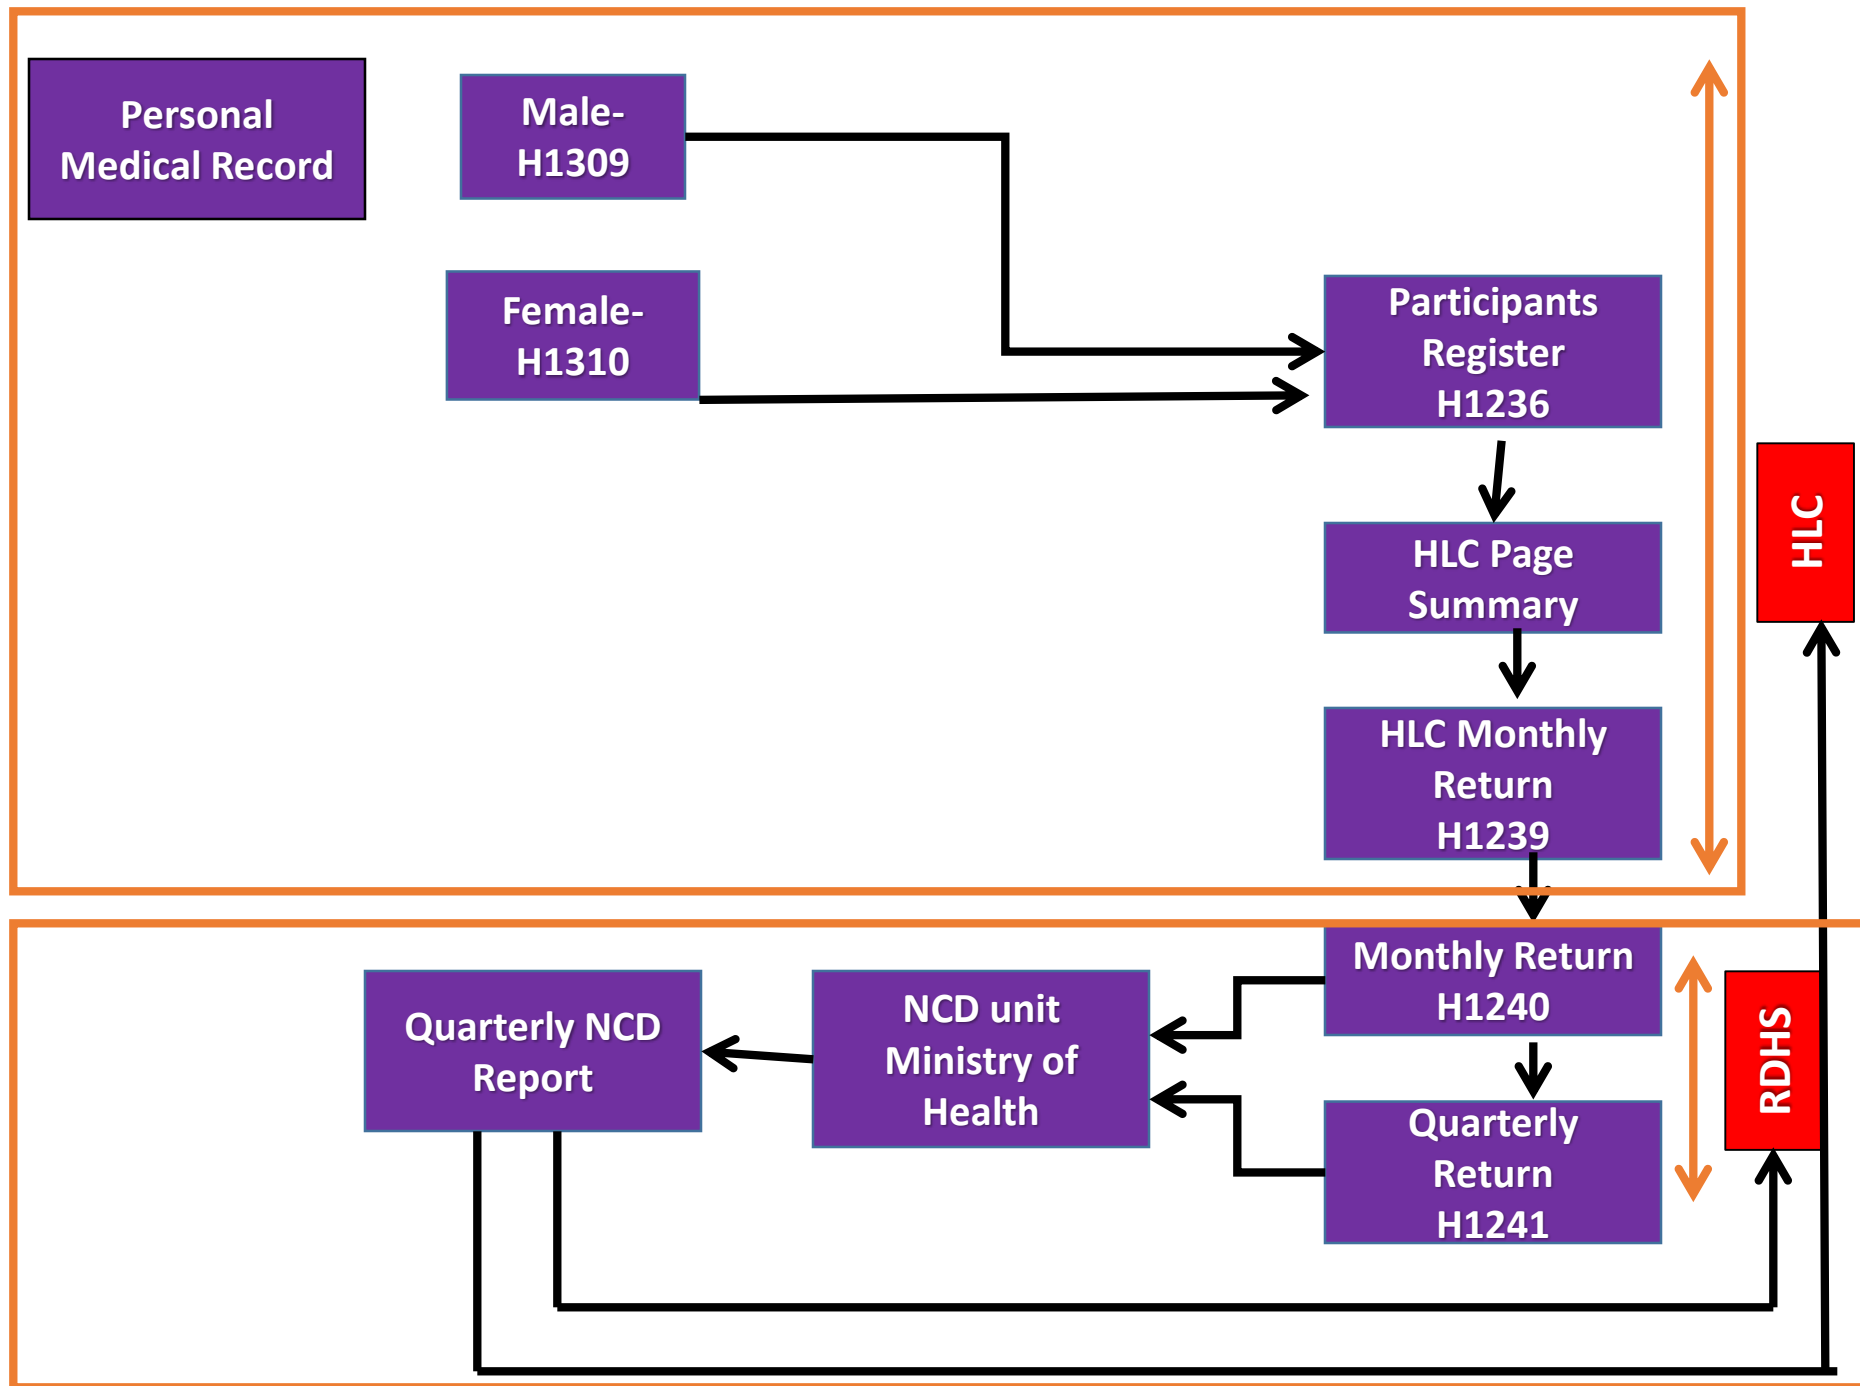 Personal
Medical Record
Male-
H1309
Female-
H1310
Participants
Register
H1236
HLC Page
Summary
HLC Monthly
Return
H1239
HLC
Monthly Return
H1240
Quarterly
Return
H1241
RDHS
NCD unit
Ministry of
Health
Quarterly NCD
Report